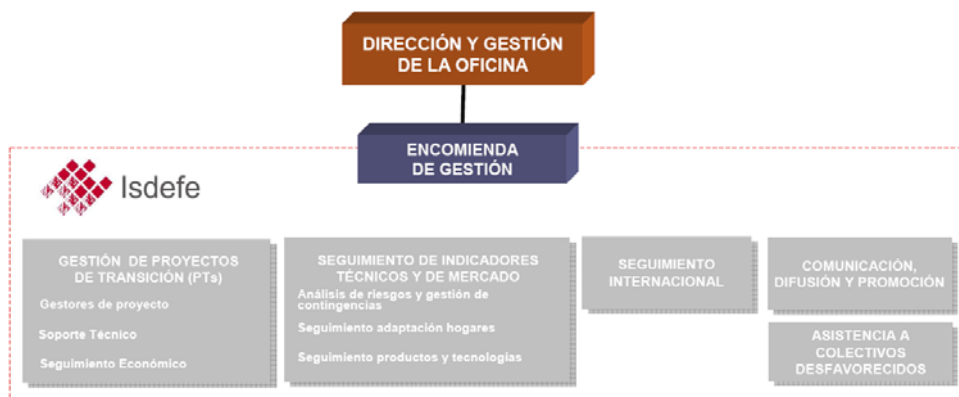 DIRECCIÓN Y GESTIÓN
DE LA OFICINA
ENCOMIENDA
DE GESTIÓN
Isdefe
GESTIÓN DE PROYECTOS
DE TRANSICIÓN (PTs)
Gestores de proyecto
Soporte Técnico
Seguimiento Económico
SEGUIMIENTO DE INDICADORES
TÉCNICOS Y DE MERCADO
Análisis de riesgos y gestión de
contingencias
Seguimiento adaptación hogares
Seguimiento productos y tecnologías
SEGUIMIENTO
INTERNACIONAL
COMUNICACIÓN,
DIFUSIÓN Y PROMOCIÓN
ASISTENCIA A
COLECTIVOS
DESFAVORECIDOS